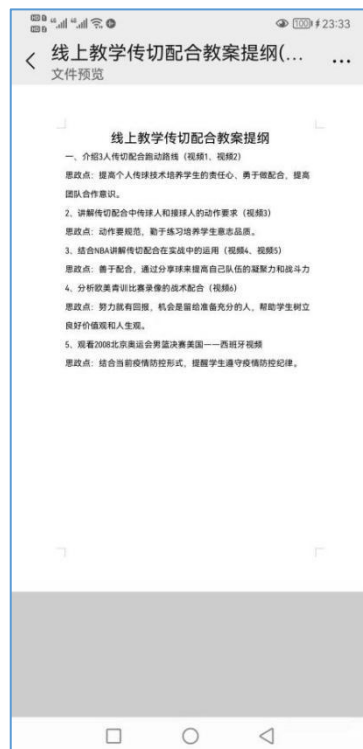 100 23:33
线上教学传切配合教案提纲(...
文件预览
线上教学传切配合教案提纲
一、介绍3人传切配合跑动路线（视频1、视频2）
思政点：提高个人传球技术培养学生的责任心、勇于做配合，提高
团队合作意识。
2、讲解传切配合中传球人和接球人的动作要求（视频3）
思政点：动作要规范，勤于练习培养学生意志品质。
3、结合NBA讲解传切配合在实战中的运用（视频4、视频5）
思政点：善于配合，通过分享球来提高自己队伍的凝聚力和战斗力
4、分析欧美青训比赛录像的战术配合（视频6）
思政点：努力就有回报，机会是留给准备充分的人，帮助学生树立
良好价值观和人生观。
5、观看2008北京奥运会男篮决赛美国——西班牙视频
思政点：结合当前疫情防控形式，提醒学生遵守疫情防控纪律。